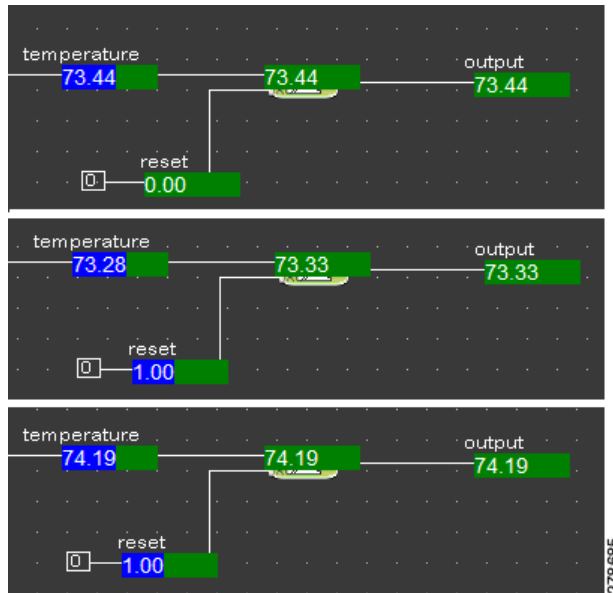 temperature
output
73.44 73.44 73.44
reset
0 0.00
temperature
output
73.28 73.33 73.33
reset
0 1.00
temperature
output
74.19 74.19 74.19
reset
0 1.00